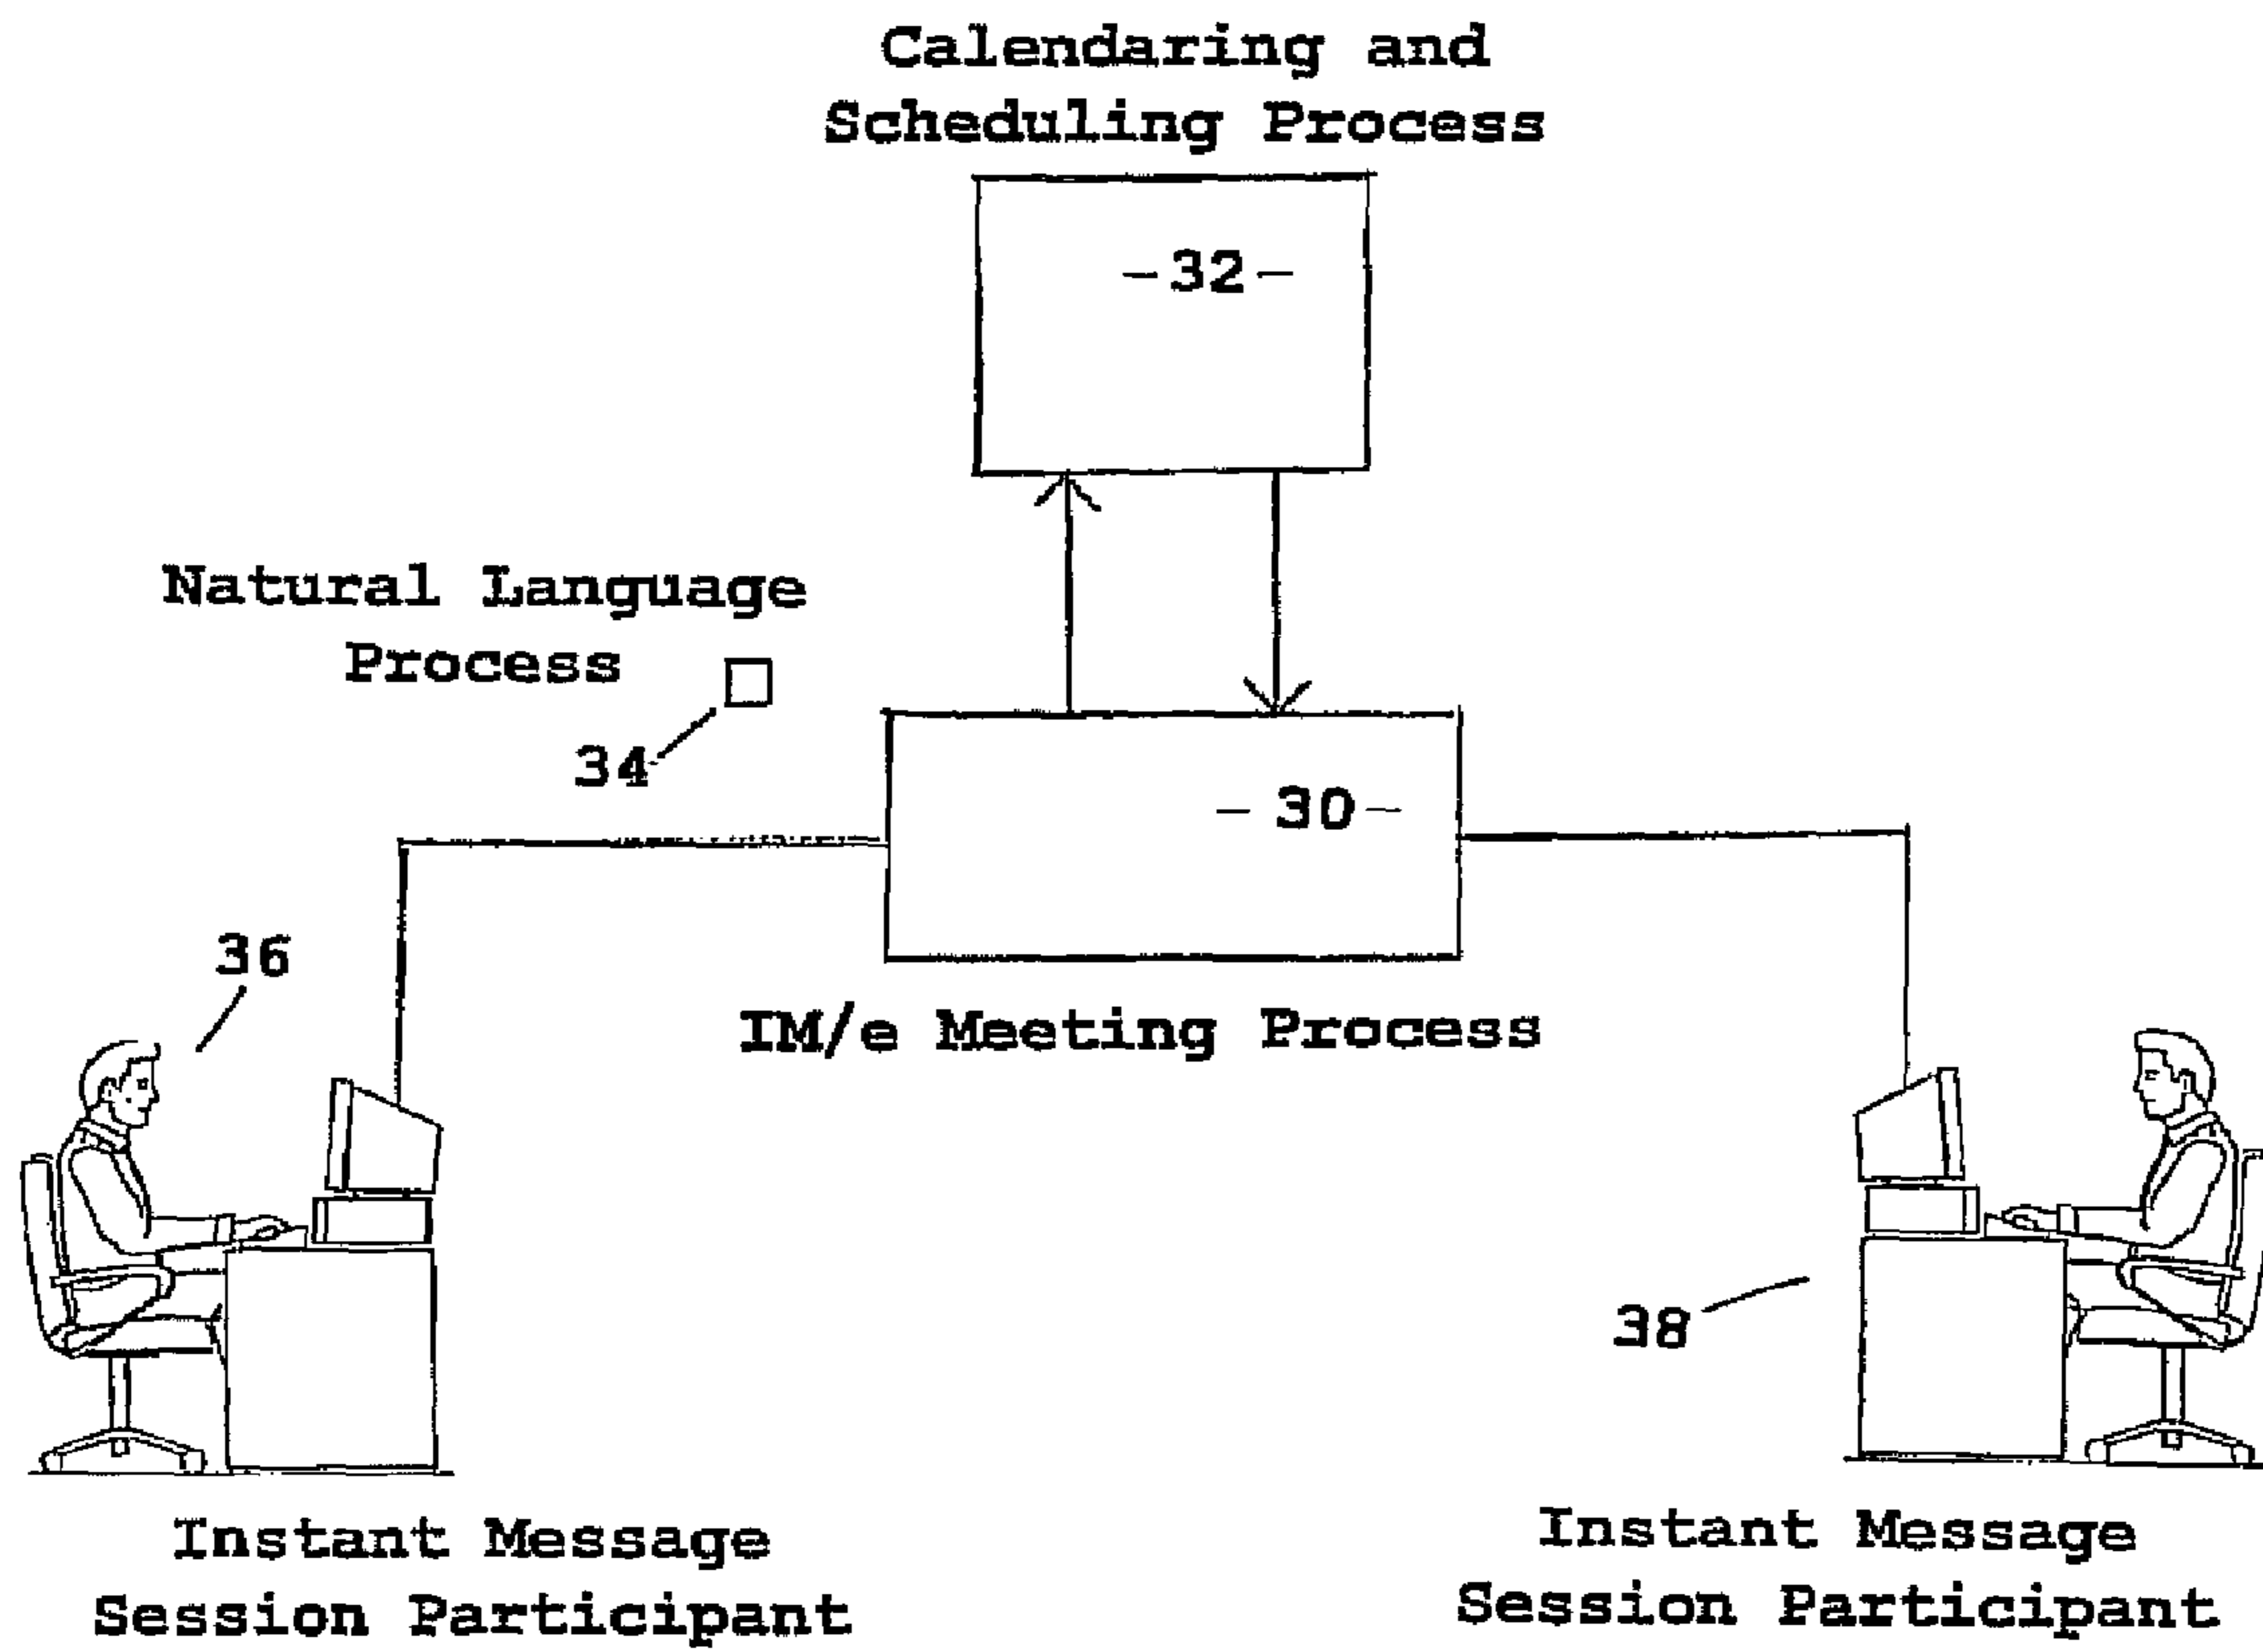 Calendaring and
Scheduling Process
-32-
Natural Language
Process
34
- 30 -
36
IM/e Meeting Process
38
Instant Message
Session Participant
Instant Message
Session Participant